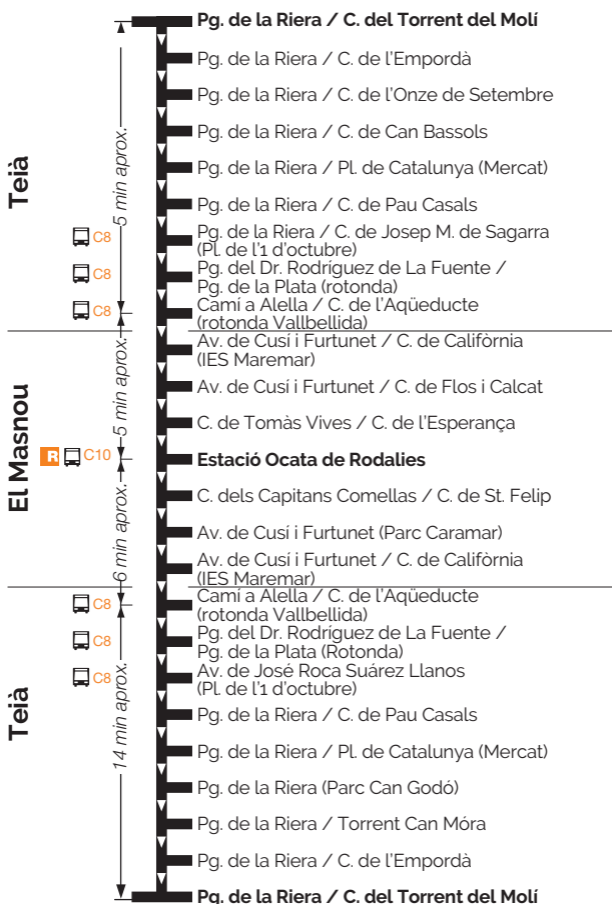 Pg. de la Riera / C. del Torrent del Molí
Pg. de la Riera / C. de l'Empordà
Pg. de la Riera / C. de l'Onze de Setembre
Pg. de la Riera / C. de Can Bassols
Pg. de la Riera / Pl. de Catalunya (Mercat)
Pg. de la Riera / C. de Pau Casals
Teià
5 min aprox.
C8 Pg. de la Riera / C. de Josep M. de Sagarra
(Pl. de l'1 d'octubre)
C8 Pg. del Dr. Rodríguez de La Fuente /
Pg. de la Plata (rotonda)
C8 Camí a Alella / C. de l'Aqüeducte
(rotonda Vallbellida)
Av. de Cusí i Furtunet / C. de Califòrnia
(IES Maremar)
Av. de Cusí i Furtunet / C. de Flos i Calcat
C. de Tomàs Vives / C. de l'Esperança
El Masnou
5 min aprox.
R C10 Estació Ocata de Rodalies
C. dels Capitans Comellas / C. de St. Felip
Av. de Cusí i Furtunet (Parc Caramar)
6 min aprox.
Av. de Cusí i Furtunet / C. de Califòrnia
(IES Maremar)
C8 Camí a Alella / C. de l'Aqüeducte
(rotonda Vallbellida)
C8 Pg. del Dr. Rodríguez de La Fuente /
Pg. de la Plata (Rotonda)
C8 Av. de José Roca Suárez Llanos
(Pl. de l'1 d'octubre)
Teià
14 min aprox.
Pg. de la Riera / C. de Pau Casals
Pg. de la Riera / Pl. de Catalunya (Mercat)
Pg. de la Riera (Parc Can Godó)
Pg. de la Riera / Torrent Can Móra
Pg. de la Riera / C. de l'Empordà
Pg. de la Riera / C. del Torrent del Molí